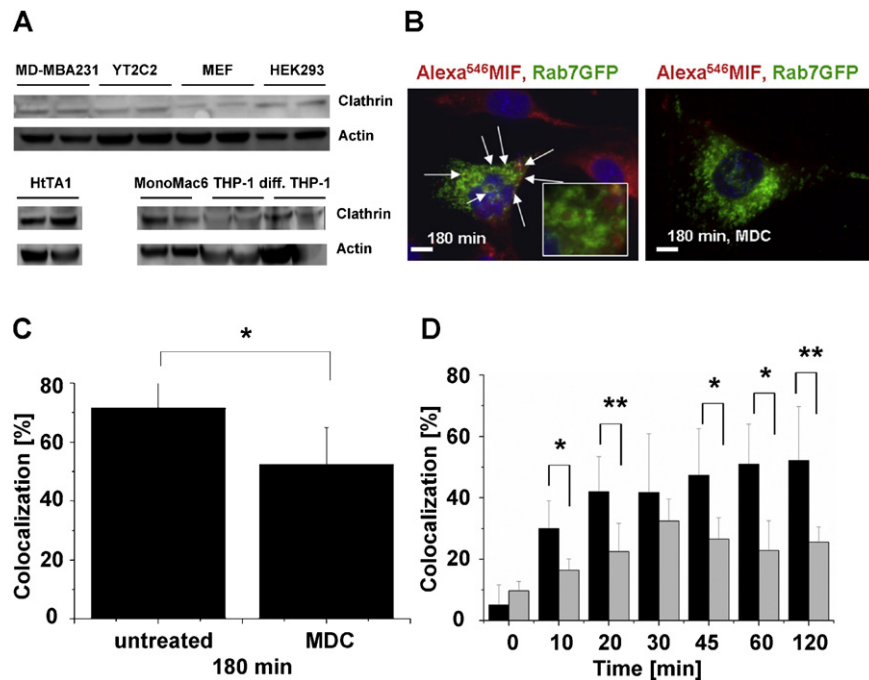 A
MD-MBA231 YT2C2 MEF HEK293
Clathrin
Actin
HtTA1 MonoMac6 THP-1 diff. THP-1
Clathrin
Actin
B
Alexa546MIF, Rab7GFP
180 min
Alexa546MIF, Rab7GFP
180 min, MDC
C
*
Colocalization [%]
80
60
40
20
0
untreated MDC
180 min
D
* ** * * **
Colocalization [%]
80
60
40
20
0
0 10 20 30 45 60 120
Time [min]